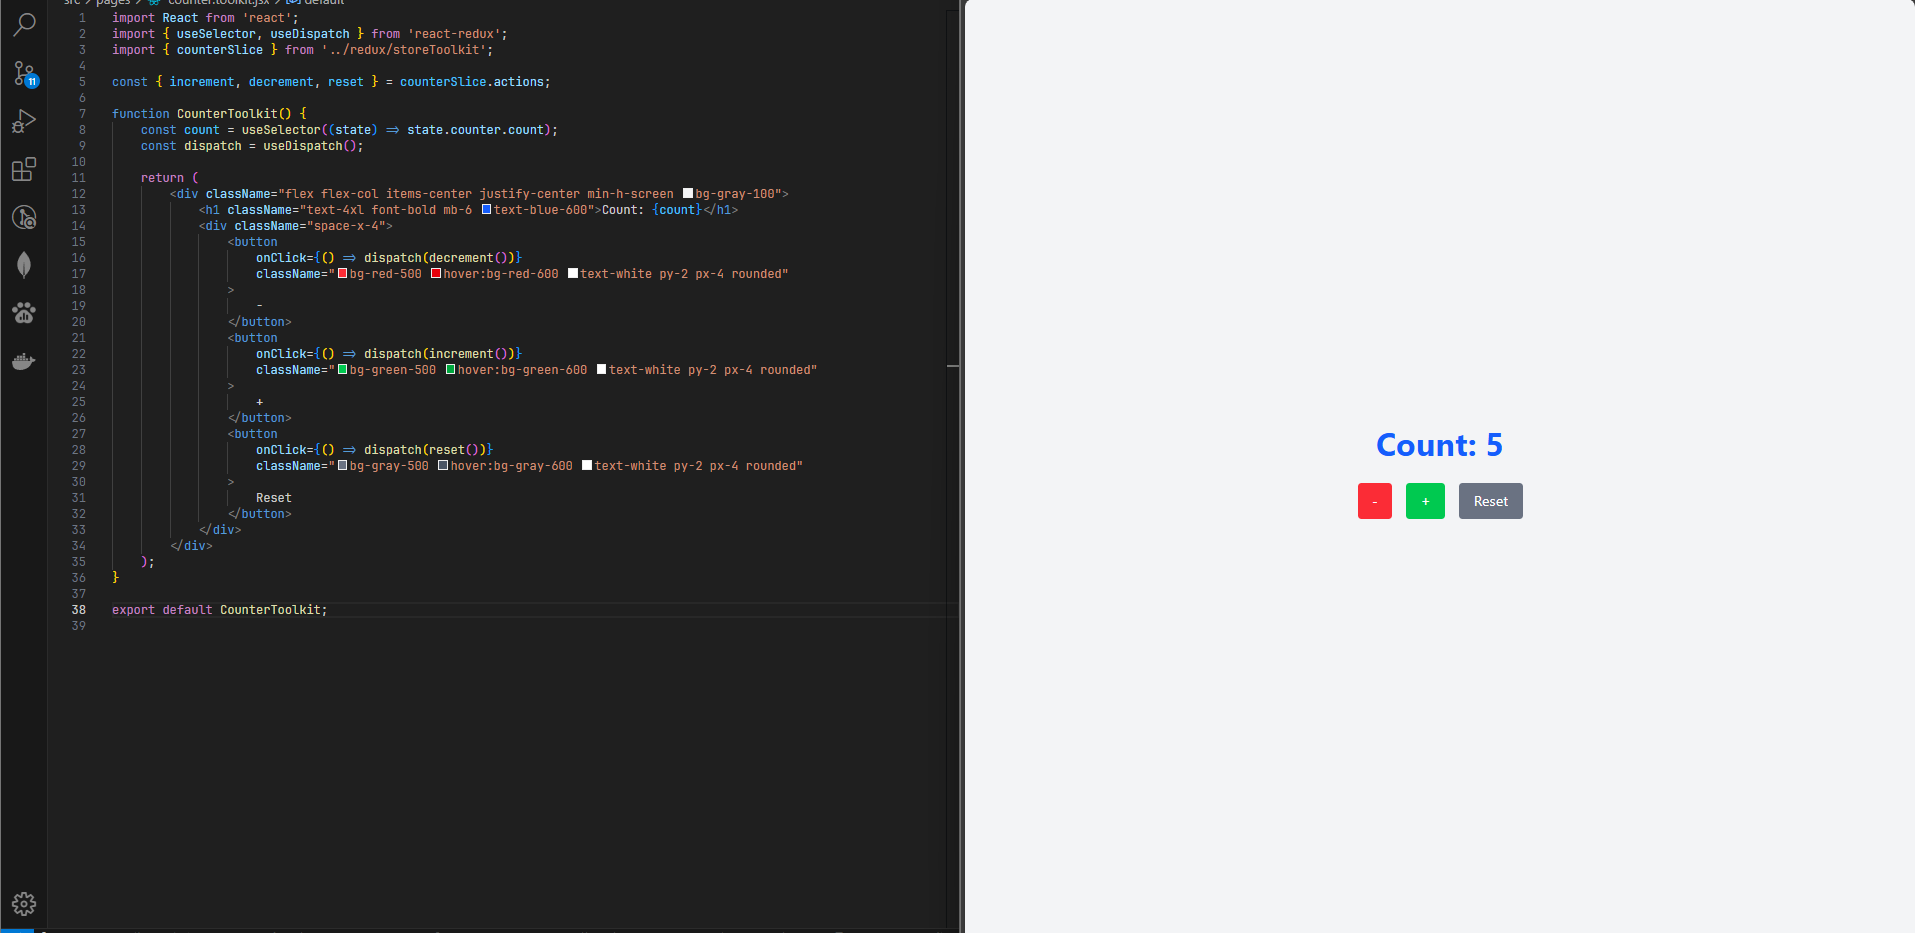 src > pages > counter.toolkit.jsx > default
11
1 import React from 'react';
2 import { useSelector, useDispatch } from 'react-redux';
3 import { counterSlice } from '../redux/storeToolkit';
4
5 const { increment, decrement, reset } = counterSlice.actions;
6
7 function CounterToolkit() {
8 const count = useSelector((state) => state.counter.count);
9 const dispatch = useDispatch();
10
11 return (
12 <div className="flex flex-col items-center justify-center min-h-screen bg-gray-100">
13 <h1 className="text-4xl font-bold mb-6 text-blue-600">Count: {count}</h1>
14 <div className="space-x-4">
15 <button
16 onClick={() => dispatch(decrement())}
17 className="bg-red-500 hover:bg-red-600 text-white py-2 px-4 rounded"
18 >
19 -
20 </button>
21 <button
22 onClick={() => dispatch(increment())}
23 className="bg-green-500 hover:bg-green-600 text-white py-2 px-4 rounded"
24 >
25 +
26 </button>
27 <button
28 onClick={() => dispatch(reset())}
29 className="bg-gray-500 hover:bg-gray-600 text-white py-2 px-4 rounded"
30 >
31 Reset
32 </button>
33 </div>
34 </div>
35 );
36 }
37
38 export default CounterToolkit;
39
Count: 5
- + Reset